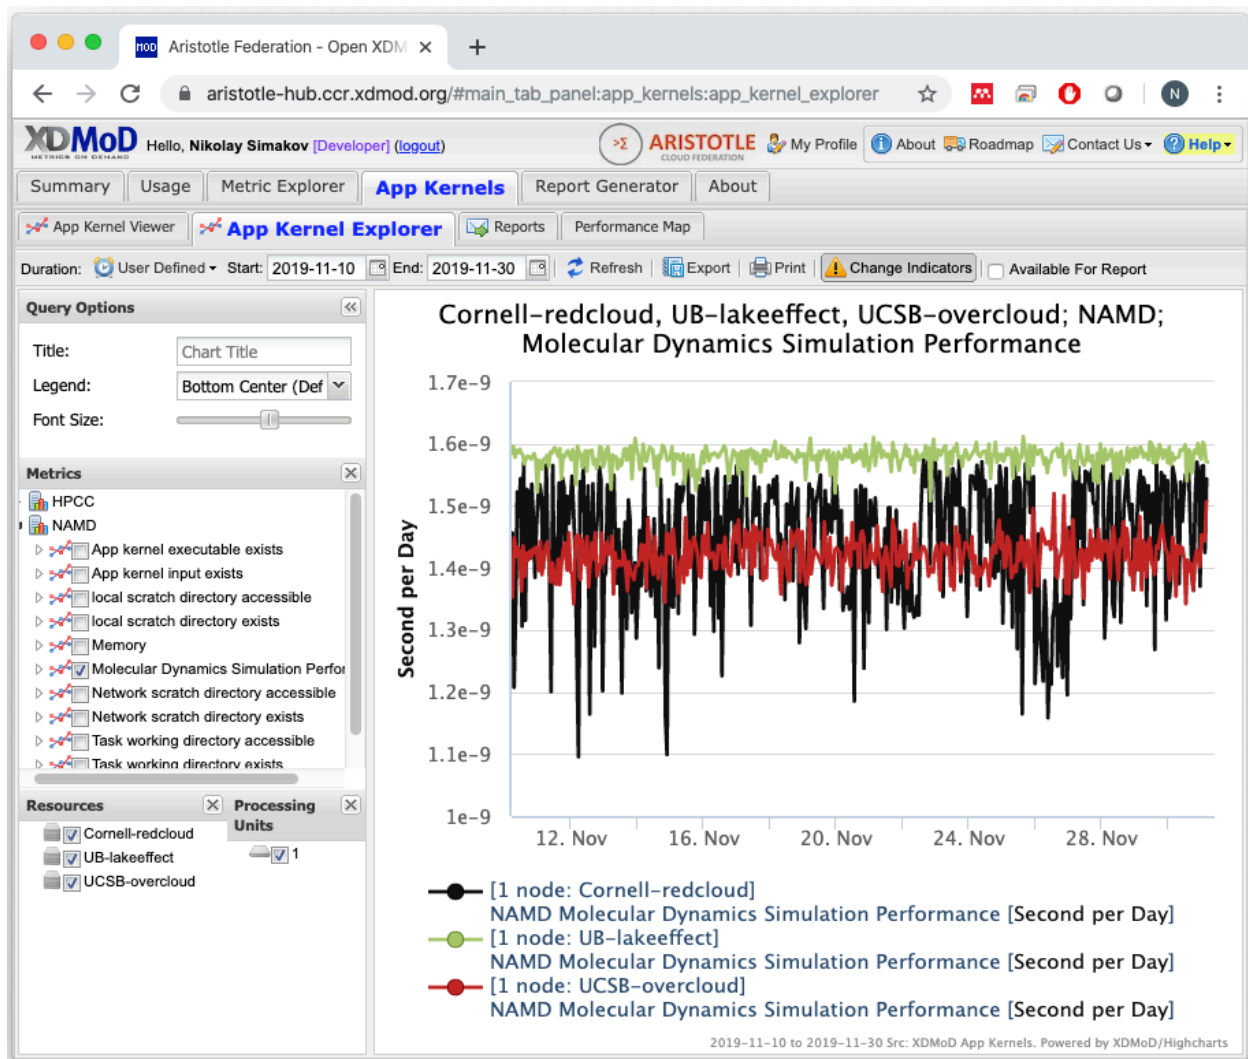 MOD Aristotle Federation - Open XDM
aristotle-hub.ccr.xdmod.org/#main_tab_panel:app_kernels:app_kernel_explorer N
XDMoD
METRICS ON DEMAND
Hello, Nikolay Simakov [Developer] (logout)
>Σ ARISTOTLE
CLOUD FEDERATION
My Profile About Roadmap Contact Us Help
Summary Usage Metric Explorer App Kernels Report Generator About
App Kernel Viewer App Kernel Explorer Reports Performance Map
Duration: User Defined Start: 2019-11-10 End: 2019-11-30 Refresh Export Print Change Indicators Available For Report
Query Options
Title: Chart Title
Legend: Bottom Center (Def
Font Size:
Metrics
HPCC
NAMD
App kernel executable exists
App kernel input exists
local scratch directory accessible
local scratch directory exists
Memory
Molecular Dynamics Simulation Perfor
Network scratch directory accessible
Network scratch directory exists
Task working directory accessible
Task working directory exists
Resources
Cornell-redcloud
UB-lakeeffect
UCSB-overcloud
Processing
Units
1
Cornell-redcloud, UB-lakeeffect, UCSB-overcloud; NAMD;
Molecular Dynamics Simulation Performance
Second per Day
1.7e-9
1.6e-9
1.5e-9
1.4e-9
1.3e-9
1.2e-9
1.1e-9
1e-9
12. Nov 16. Nov 20. Nov 24. Nov 28. Nov
[1 node: Cornell-redcloud]
NAMD Molecular Dynamics Simulation Performance [Second per Day]
[1 node: UB-lakeeffect]
NAMD Molecular Dynamics Simulation Performance [Second per Day]
[1 node: UCSB-overcloud]
NAMD Molecular Dynamics Simulation Performance [Second per Day]
2019-11-10 to 2019-11-30 Src: XDMoD App Kernels. Powered by XDMoD/Highcharts